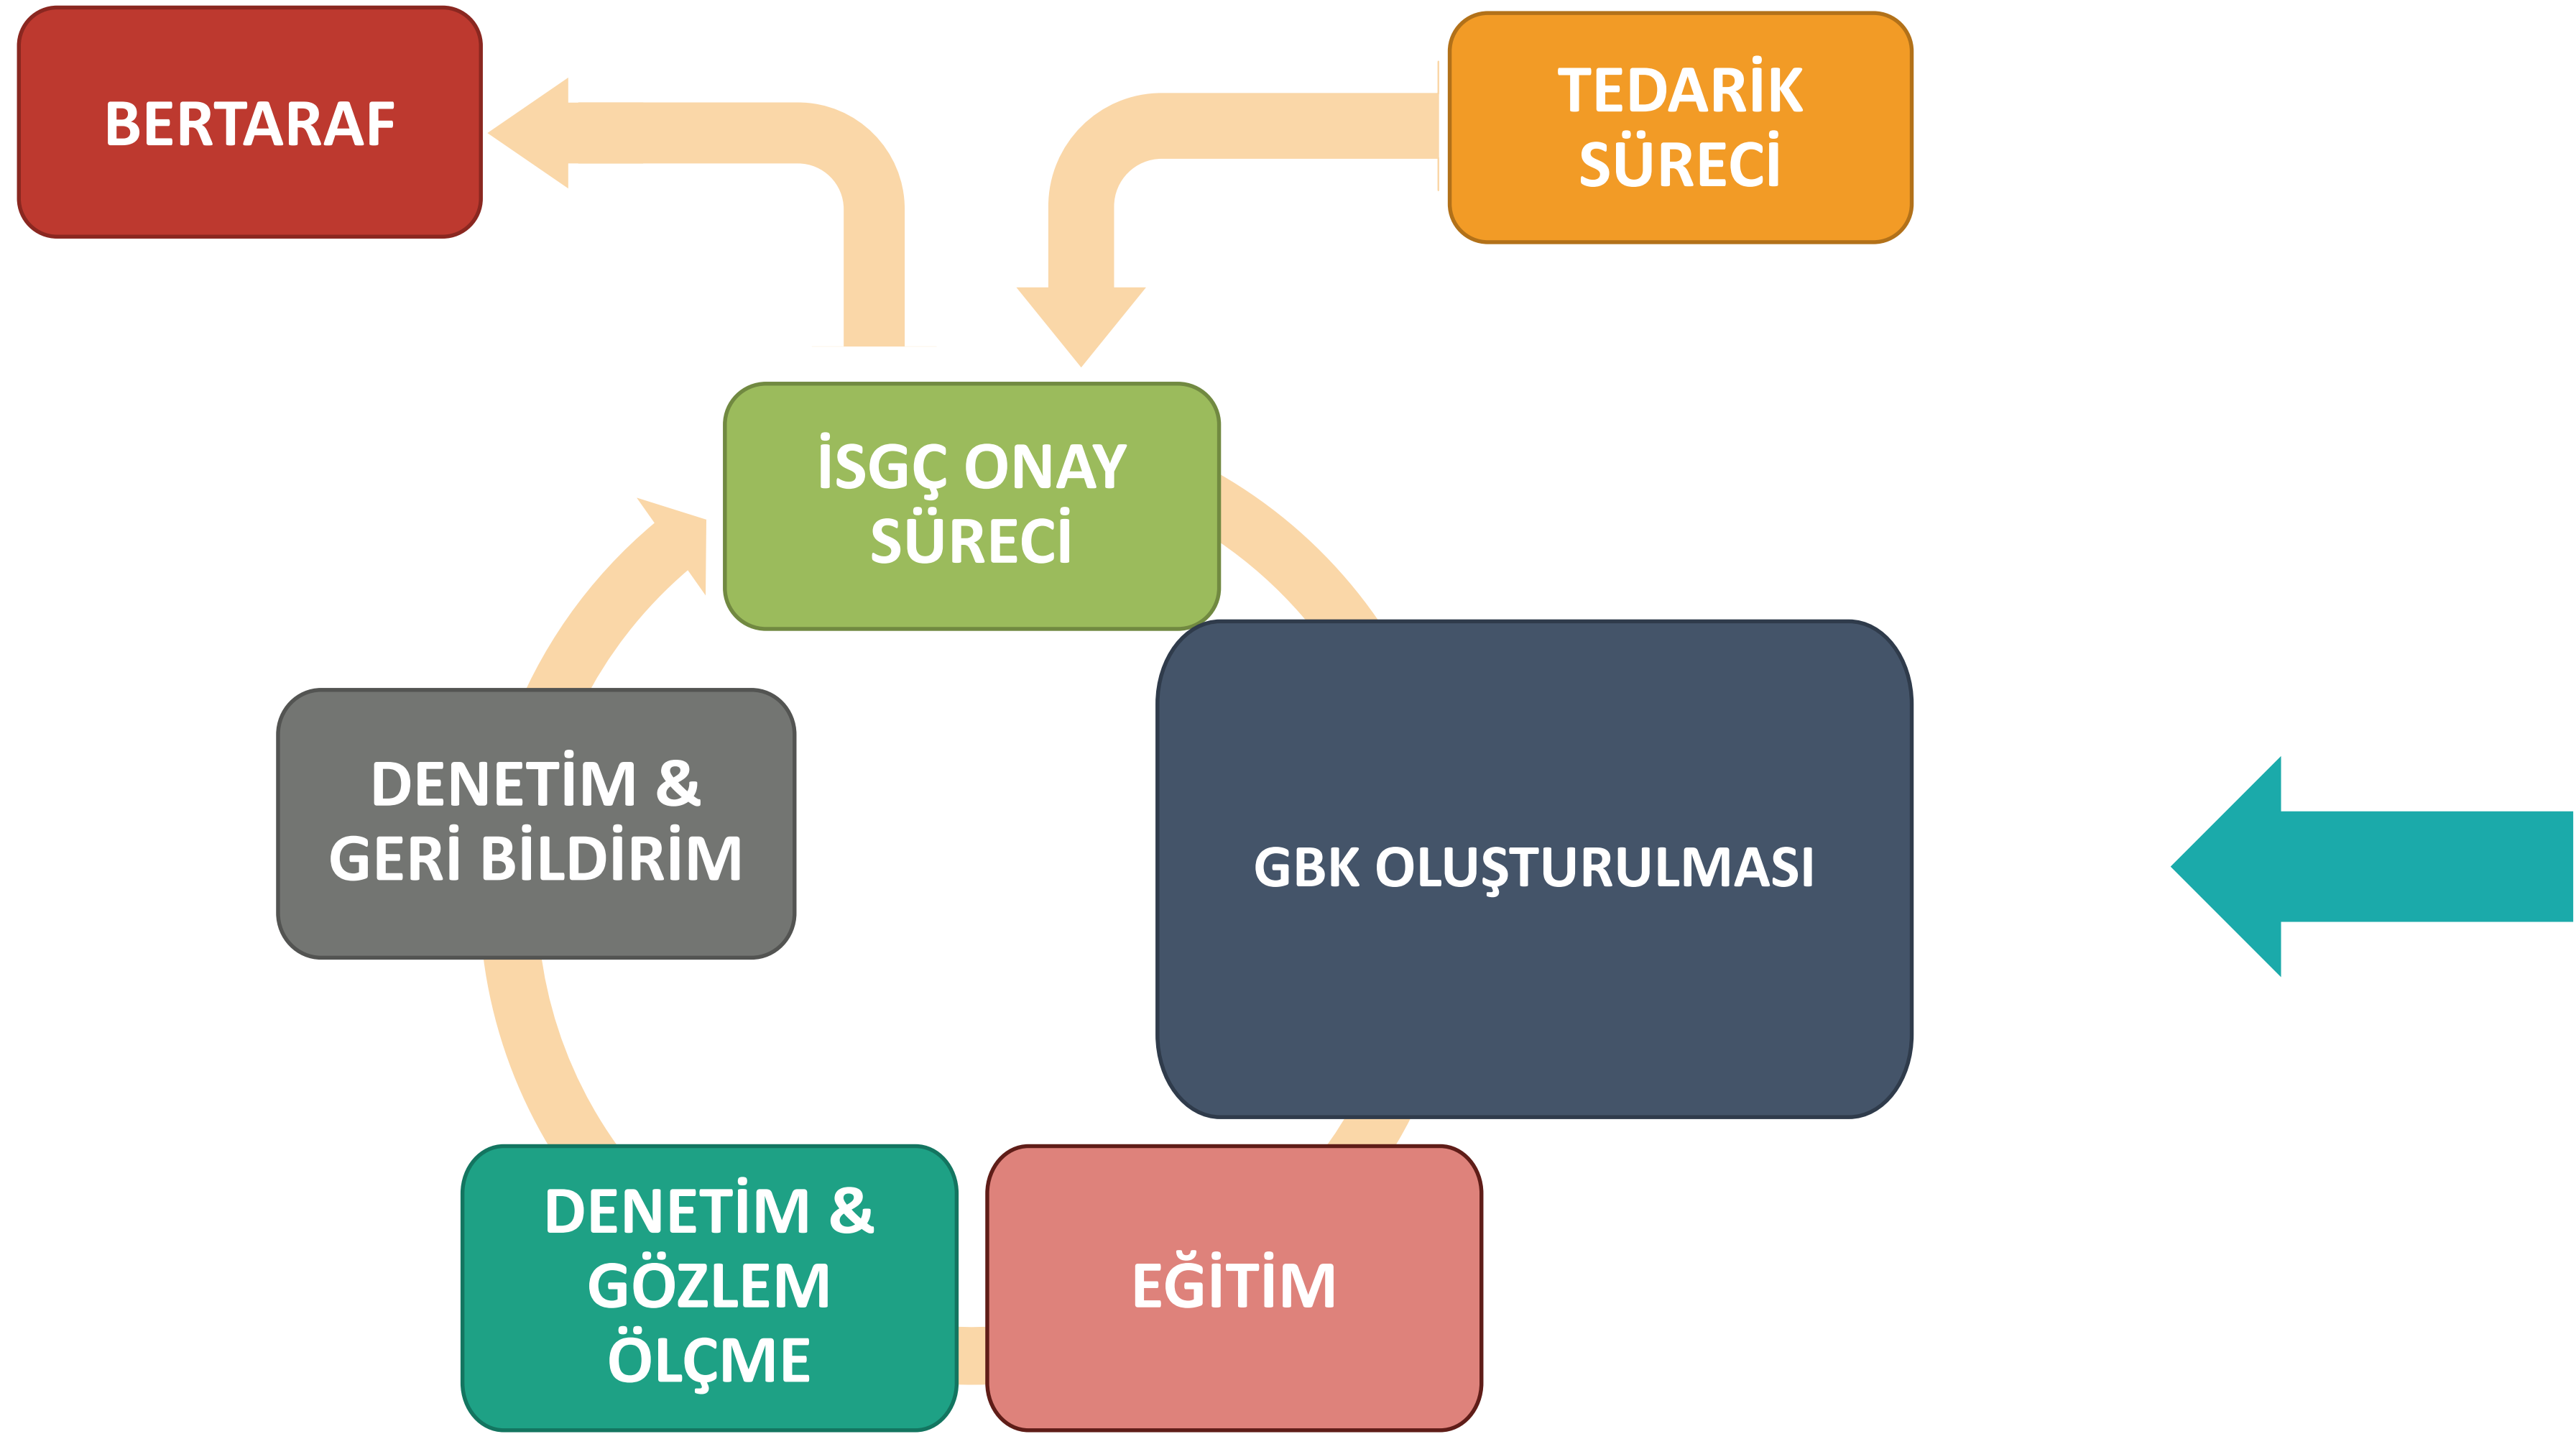 BERTARAF
TEDARİK
SÜRECİ
İSGÇ ONAY
SÜRECİ
DENETİM &
GERİ BİLDİRİM
GBK OLUŞTURULMASI
DENETİM &
GÖZLEM
ÖLÇME
EĞİTİM